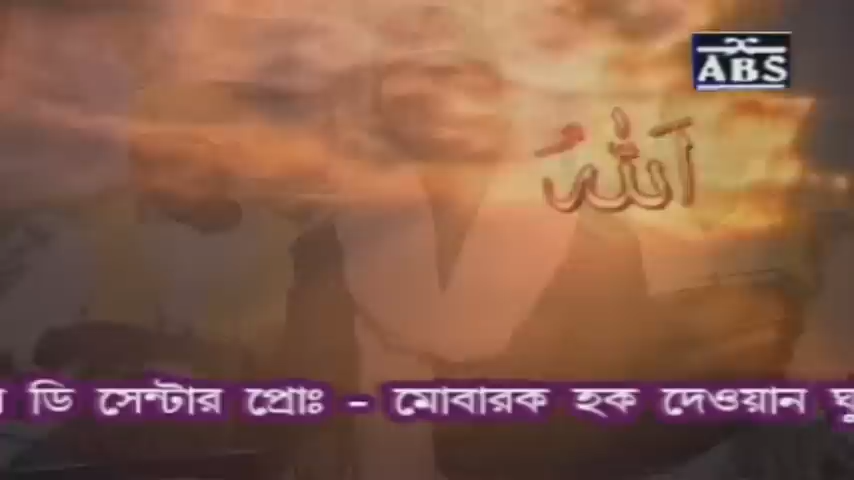 ABS
الله
ডি সেন্টার প্রোঃ - মোবারক হক দেওয়ান